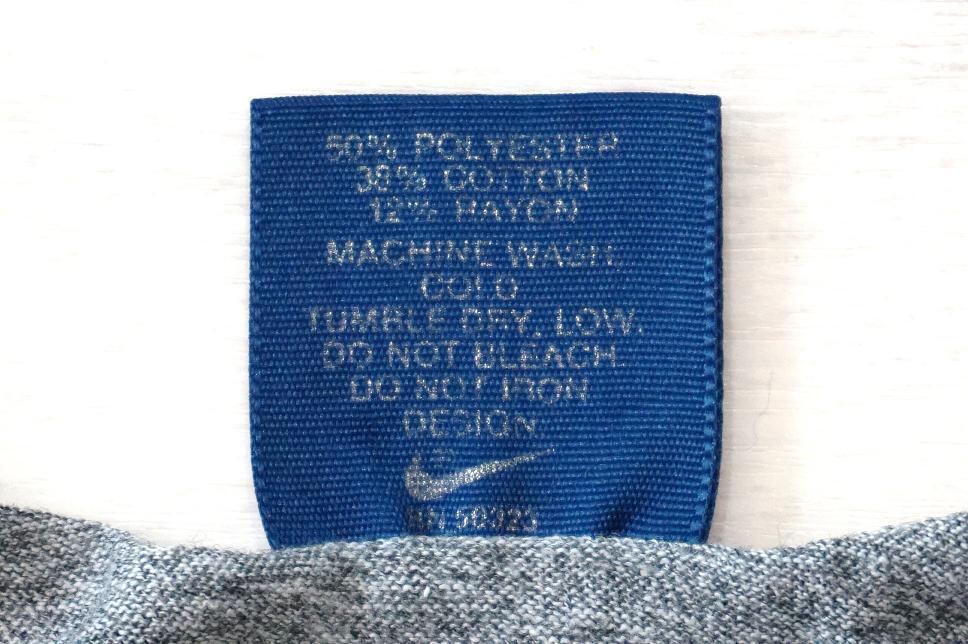 50% POLYESTER
38% COTTON
12% RAYON
MACHINE WASH,
COLD
TUMBLE DRY, LOW.
DO NOT BLEACH.
DO NOT IRON
DESIGN
RN 56323